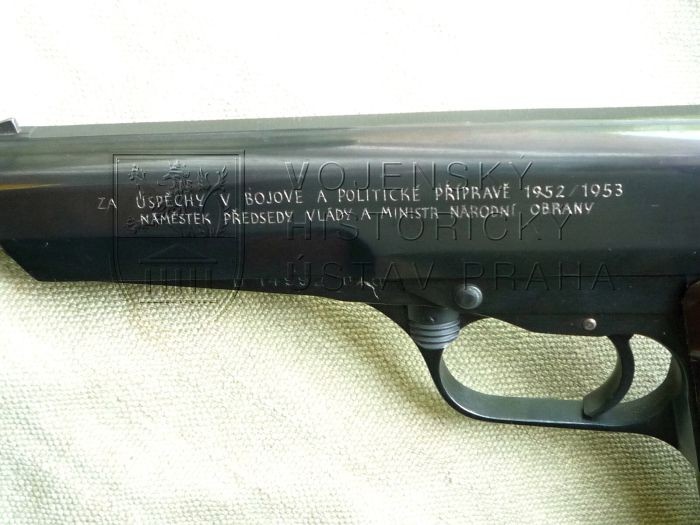 ZA ÚSPĚCHY V BOJOVÉ A POLITICKÉ PŘÍPRAVĚ 1952/1953
NÁMĚSTEK PŘEDSEDY VLÁDY A MINISTR NÁRODNÍ OBRANY
VOJENSKÝ
HISTORICKÝ
ÚSTAV PRAHA